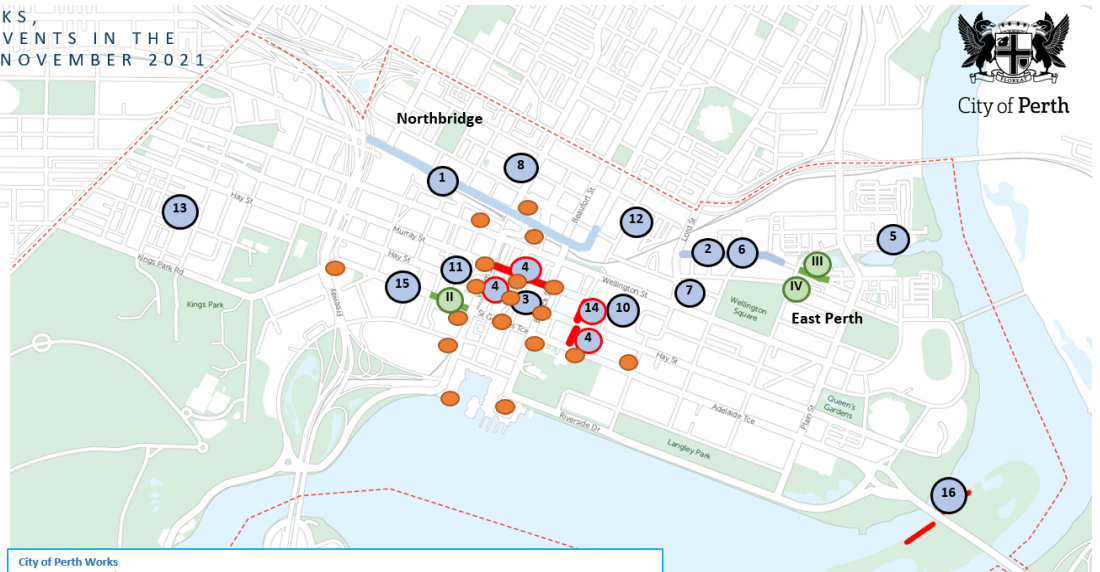 KS,
VENTS IN THE
NOVEMBER 2021
City of Perth
Northbridge
8
1
Beaufort St
13
Hay St
12
Lord St
5
Murray St
2
6
Kings Park Rd
Hay St
11
4
III
15
4
Wellington St
7
IV
Kings Park
Freeway
II
3
14
10
Wellington
Square
East Perth
St Georges Tce
4
Hay St
Queen's
Gardens
Adelaide Tce
Plain St
Riverside Dr
Langley Park
16
City of Perth Works